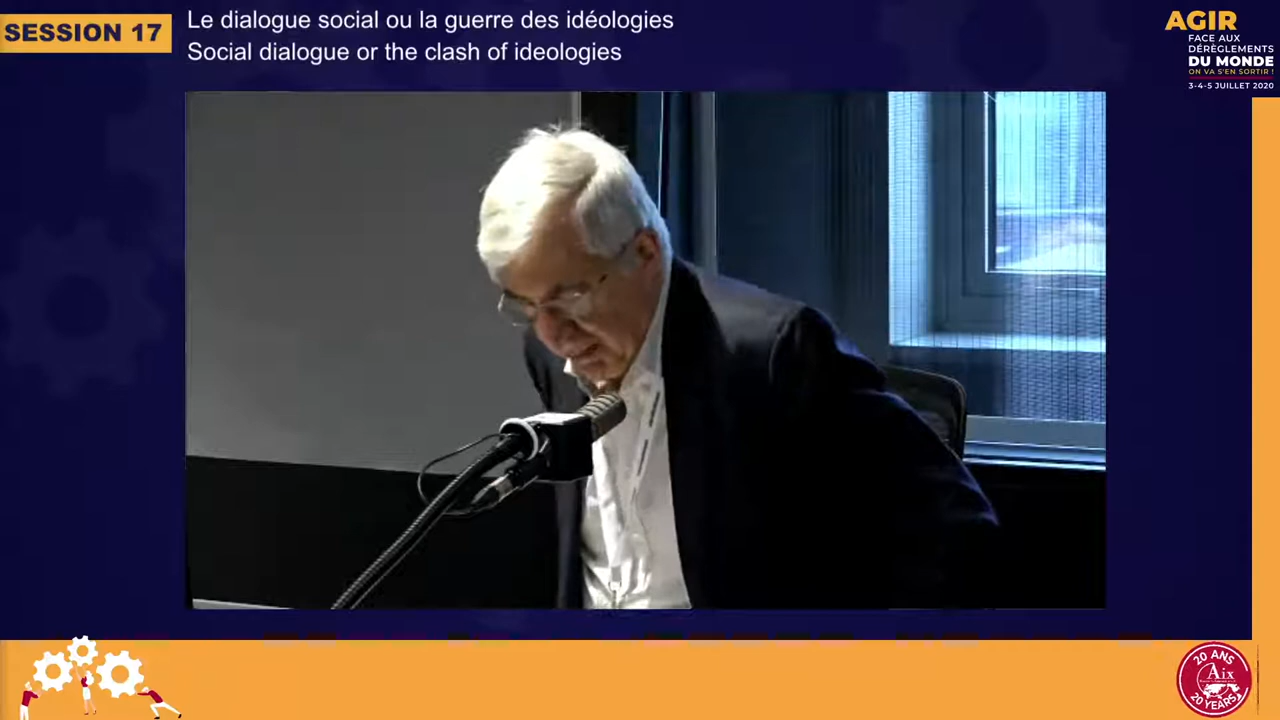 SESSION 17
Le dialogue social ou la guerre des idéologies
Social dialogue or the clash of ideologies
AGIR
FACE AUX
DÉRÈGLEMENTS
DU MONDE
ON VA S'EN SORTIR !
3-4-5 JUILLET 2020
20 ANS
Aix
20 YEARS